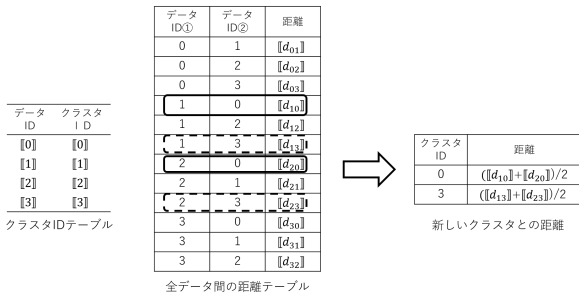 データ クラスタ
ID ＩＤ
⟦0⟧ ⟦0⟧
⟦1⟧ ⟦1⟧
⟦2⟧ ⟦2⟧
⟦3⟧ ⟦3⟧
クラスタIDテーブル
データ データ 距離
ID① ID②
0 1 ⟦d₀₁⟧
0 2 ⟦d₀₂⟧
0 3 ⟦d₀₃⟧
1 0 ⟦d₁₀⟧
1 2 ⟦d₁₂⟧
1 3 ⟦d₁₃⟧
2 0 ⟦d₂₀⟧
2 1 ⟦d₂₁⟧
2 3 ⟦d₂₃⟧
3 0 ⟦d₃₀⟧
3 1 ⟦d₃₁⟧
3 2 ⟦d₃₂⟧
全データ間の距離テーブル
クラスタ 距離
ID
0 (⟦d₁₀⟧+⟦d₂₀⟧)/2
3 (⟦d₁₃⟧+⟦d₂₃⟧)/2
新しいクラスタとの距離